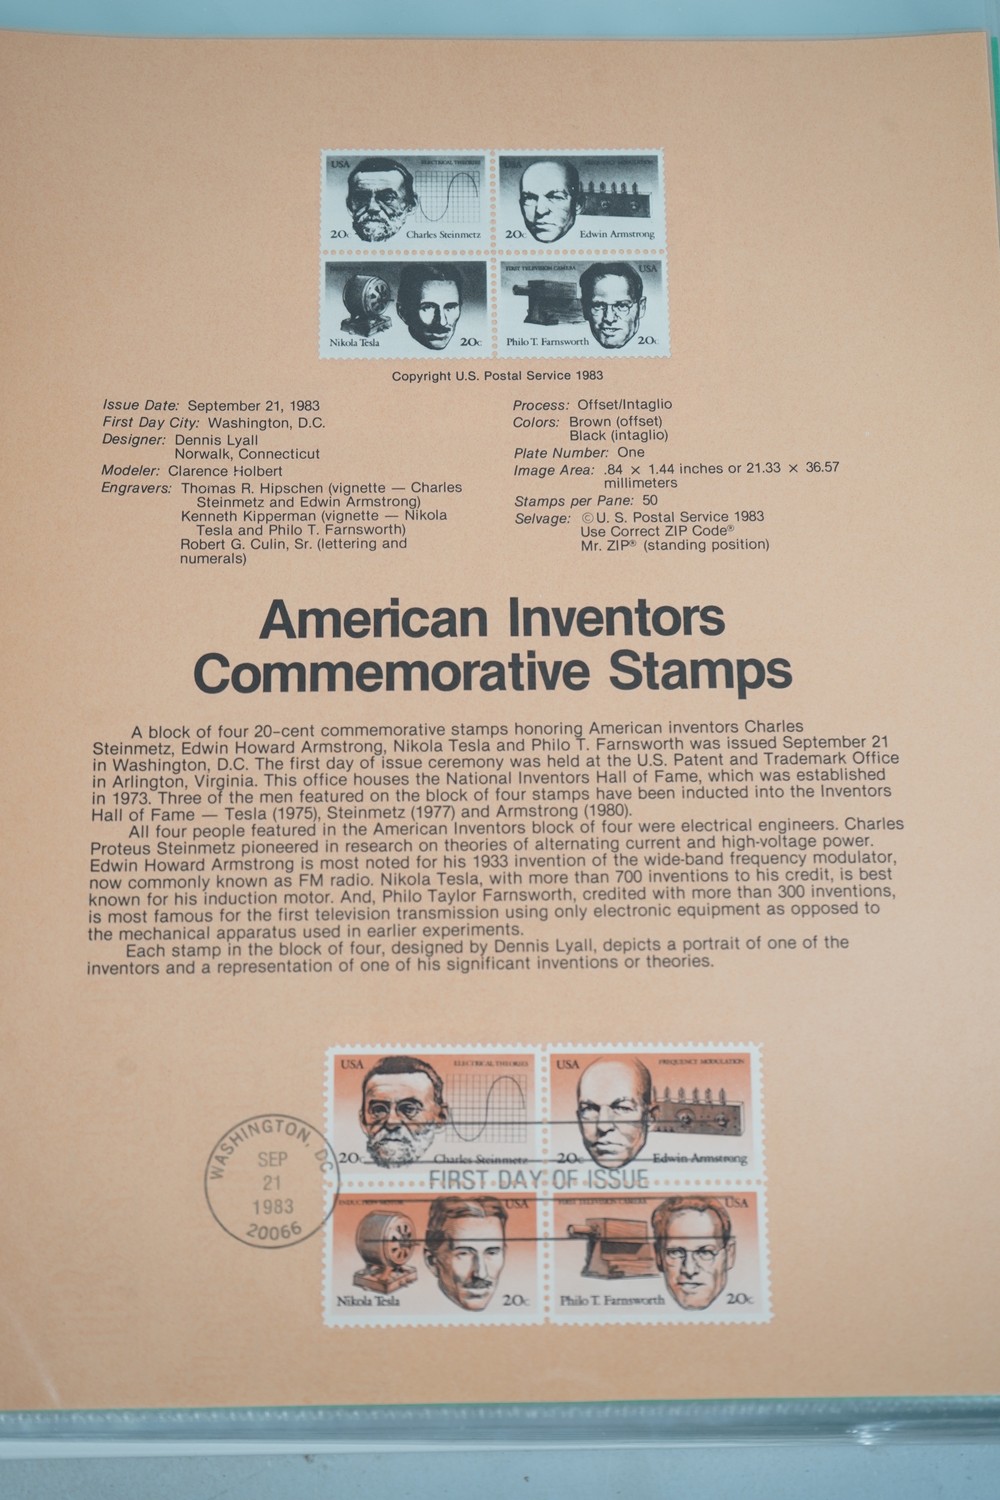 USA ELECTRICAL THEORIES
20c Charles Steinmetz
USA FREQUENCY MODULATION
20c Edwin Armstrong
Nikola Tesla 20c
FIRST TELEVISION CAMERA USA
Philo T. Farnsworth 20c
Copyright U.S. Postal Service 1983
Issue Date: September 21, 1983
First Day City: Washington, D.C.
Designer: Dennis Lyall
Norwalk, Connecticut
Modeler: Clarence Holbert
Engravers: Thomas R. Hipschen (vignette — Charles
Steinmetz and Edwin Armstrong)
Kenneth Kipperman (vignette — Nikola
Tesla and Philo T. Farnsworth)
Robert G. Culin, Sr. (lettering and
numerals)
Process: Offset/Intaglio
Colors: Brown (offset)
Black (intaglio)
Plate Number: One
Image Area: .84 × 1.44 inches or 21.33 × 36.57
millimeters
Stamps per Pane: 50
Selvage: ©U. S. Postal Service 1983
Use Correct ZIP Code®
Mr. ZIP® (standing position)
American Inventors
Commemorative Stamps
A block of four 20-cent commemorative stamps honoring American inventors Charles
Steinmetz, Edwin Howard Armstrong, Nikola Tesla and Philo T. Farnsworth was issued September 21
in Washington, D.C. The first day of issue ceremony was held at the U.S. Patent and Trademark Office
in Arlington, Virginia. This office houses the National Inventors Hall of Fame, which was established
in 1973. Three of the men featured on the block of four stamps have been inducted into the Inventors
Hall of Fame — Tesla (1975), Steinmetz (1977) and Armstrong (1980).
All four people featured in the American Inventors block of four were electrical engineers. Charles
Proteus Steinmetz pioneered in research on theories of alternating current and high-voltage power.
Edwin Howard Armstrong is most noted for his 1933 invention of the wide-band frequency modulator,
now commonly known as FM radio. Nikola Tesla, with more than 700 inventions to his credit, is best
known for his induction motor. And, Philo Taylor Farnsworth, credited with more than 300 inventions,
is most famous for the first television transmission using only electronic equipment as opposed to
the mechanical apparatus used in earlier experiments.
Each stamp in the block of four, designed by Dennis Lyall, depicts a portrait of one of the
inventors and a representation of one of his significant inventions or theories.
USA ELECTRICAL THEORIES
20c Charles Steinmetz
USA FREQUENCY MODULATION
20c Edwin Armstrong
WASHINGTON, DC
SEP
21
1983
20066
FIRST DAY OF ISSUE
INDUCTION MOTOR USA
Nikola Tesla 20c
FIRST TELEVISION CAMERA USA
Philo T. Farnsworth 20c